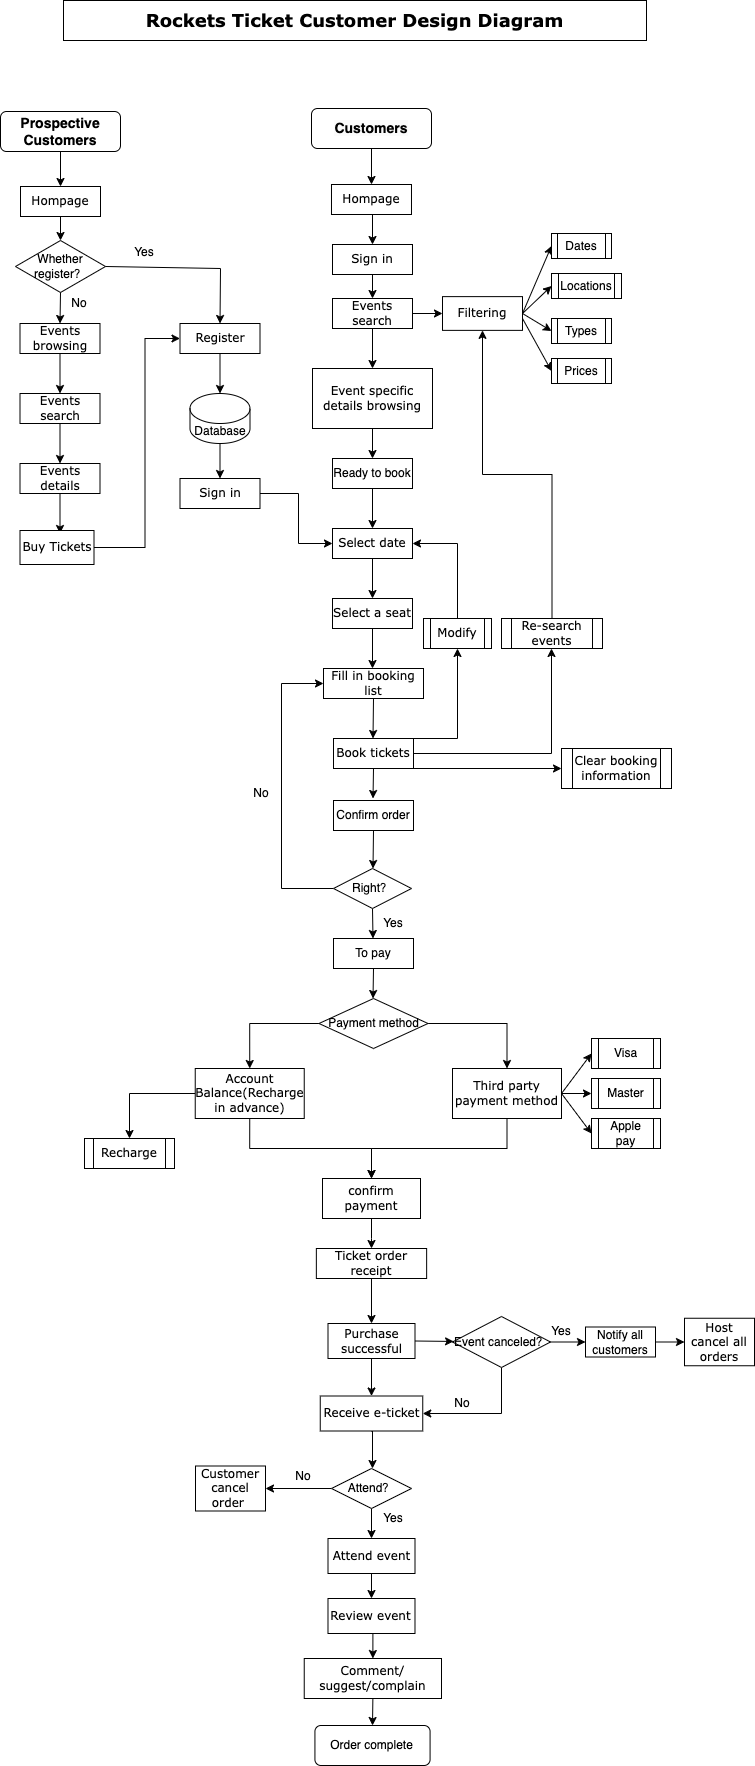 Rockets Ticket Customer Design Diagram
Prospective
Customers
Customers
Hompage
Hompage
Whether
register?
Yes
No
Sign in
Events
search
Filtering
Dates
Locations
Types
Prices
Events
browsing
Register
Event specific
details browsing
Events
search
Database
Ready to book
Events
details
Sign in
Buy Tickets
Select date
Select a seat
Modify
Re-search
events
Fill in booking
list
Book tickets
Clear booking
information
No
Confirm order
Right?
Yes
To pay
Payment method
Account
Balance(Recharge
in advance)
Third party
payment method
Visa
Master
Apple
pay
Recharge
confirm
payment
Ticket order
receipt
Purchase
successful
Event canceled?
Yes
Notify all
customers
Host
cancel all
orders
No
Receive e-ticket
Customer
cancel
order
No
Attend?
Yes
Attend event
Review event
Comment/
suggest/complain
Order complete